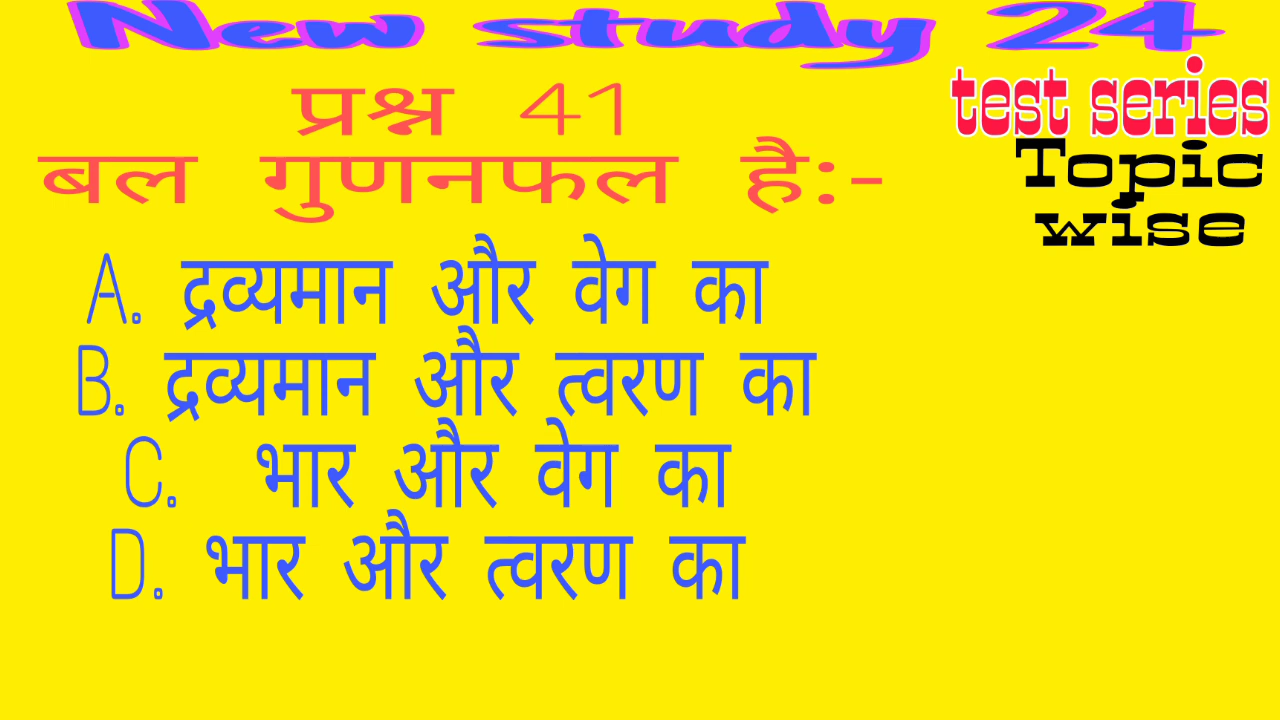 New study 24
test series
Topic
wise
प्रश्न 41
बल गुणनफल है:-
A. द्रव्यमान और वेग का
B. द्रव्यमान और त्वरण का
C. भार और वेग का
D. भार और त्वरण का